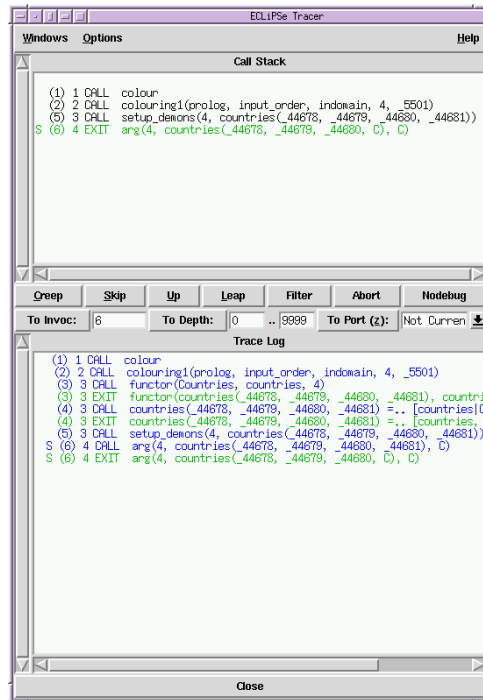 ECLiPSe Tracer
Windows Options Help
Call Stack
(1) 1 CALL colour
(2) 2 CALL colouring1(prolog, input_order, indomain, 4, _5501)
(5) 3 CALL setup_demons(4, countries(_44678, _44679, _44680, _44681))
S (6) 4 EXIT arg(4, countries(_44678, _44679, _44680, C), C)
Creep Skip Up Leap Filter Abort Nodebug
To Invoc: 6 To Depth: 0 .. 9999 To Port (z): Not Curren
Trace Log
(1) 1 CALL colour
(2) 2 CALL colouring1(prolog, input_order, indomain, 4, _5501)
(3) 3 CALL functor(Countries, countries, 4)
(3) 3 EXIT functor(countries(_44678, _44679, _44680, _44681), countri
(4) 3 CALL countries(_44678, _44679, _44680, _44681) =.. [countries|C
(4) 3 EXIT countries(_44678, _44679, _44680, _44681) =.. [countries,
(5) 3 CALL setup_demons(4, countries(_44678, _44679, _44680, _44681))
S (6) 4 CALL arg(4, countries(_44678, _44679, _44680, _44681), C)
S (6) 4 EXIT arg(4, countries(_44678, _44679, _44680, C), C)
Close